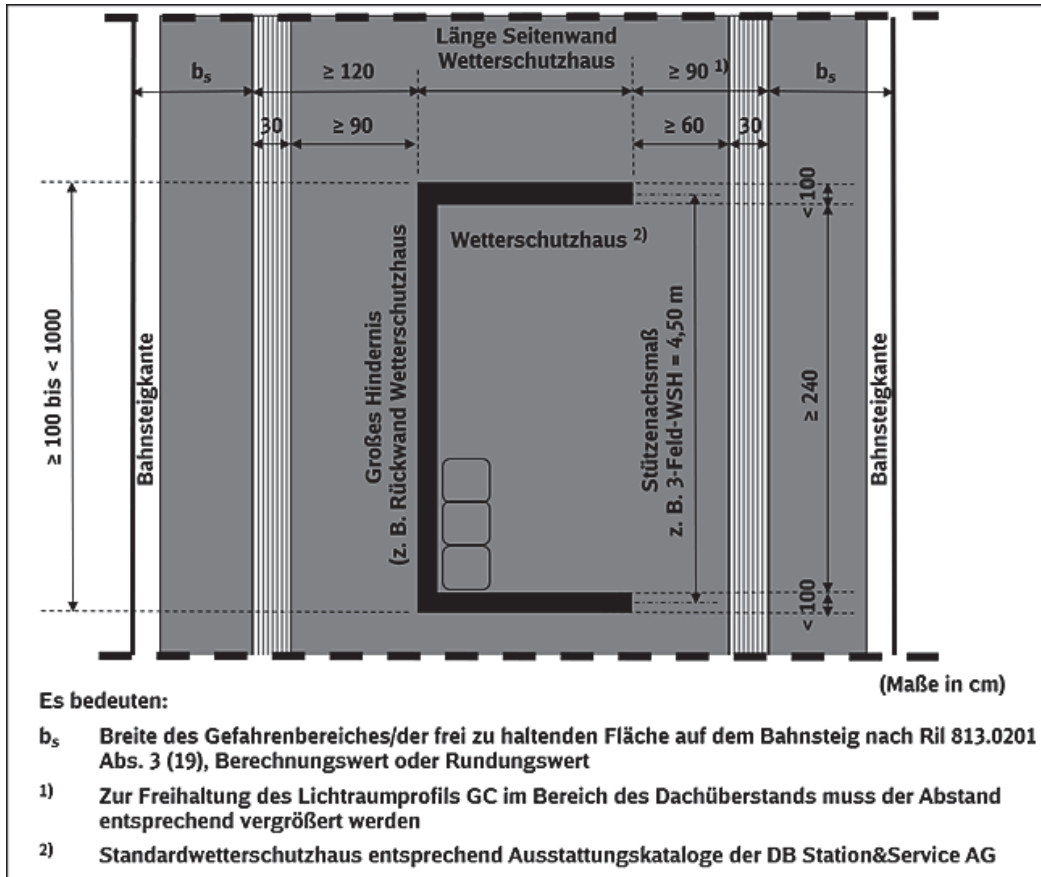 Länge Seitenwand
Wetterschutzhaus
bₛ
≥ 120
≥ 90 ¹⁾
bₛ
30
≥ 90
≥ 60
30
< 100
Wetterschutzhaus ²⁾
≥ 100 bis < 1000
Bahnsteigkante
Großes Hindernis
(z. B. Rückwand Wetterschutzhaus
Stützenachsmaß
z. B. 3-Feld-WSH = 4,50 m
≥ 240
Bahnsteigkante
< 100
(Maße in cm)
Es bedeuten:
bₛ Breite des Gefahrenbereiches/der frei zu haltenden Fläche auf dem Bahnsteig nach Ril 813.0201
Abs. 3 (19), Berechnungswert oder Rundungswert
¹⁾ Zur Freihaltung des Lichtraumprofils GC im Bereich des Dachüberstands muss der Abstand
entsprechend vergrößert werden
²⁾ Standardwetterschutzhaus entsprechend Ausstattungskataloge der DB Station&Service AG